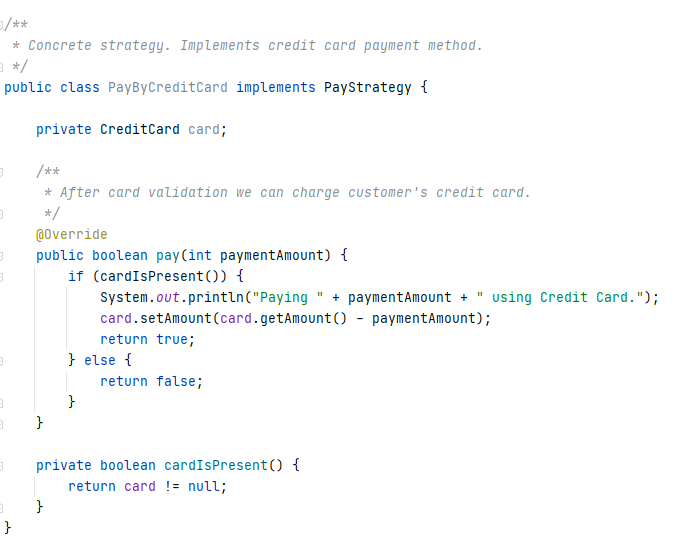 /**
 * Concrete strategy. Implements credit card payment method.
 */
public class PayByCreditCard implements PayStrategy {

    private CreditCard card;

    /**
     * After card validation we can charge customer's credit card.
     */
    @Override
    public boolean pay(int paymentAmount) {
        if (cardIsPresent()) {
            System.out.println("Paying " + paymentAmount + " using Credit Card.");
            card.setAmount(card.getAmount() - paymentAmount);
            return true;
        } else {
            return false;
        }
    }

    private boolean cardIsPresent() {
        return card != null;
    }
}